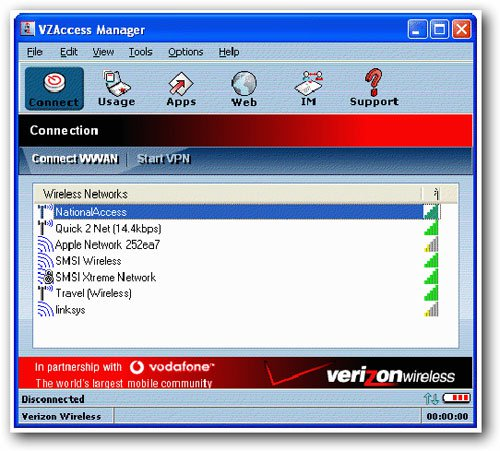 VZAccess Manager
File Edit View Tools Options Help
Connect Usage Apps Web IM Support
Connection
Connect WWAN Start VPN
Wireless Networks
NationalAccess
Quick 2 Net (14.4kbps)
Apple Network 252ea7
SMSI Wireless
SMSI Xtreme Network
Travel (Wireless)
linksys
In partnership with vodafone™
The world's largest mobile community
verizonwireless
Disconnected
Verizon Wireless 00:00:00